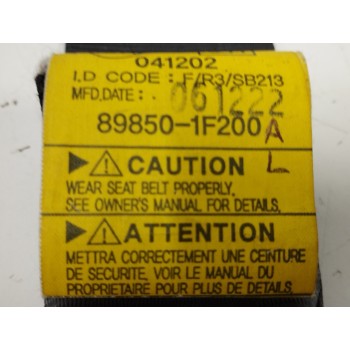 041202
I.D CODE : F/R3/SB213
MFD.DATE: 061222
89850-1F200 A
L
CAUTION
WEAR SEAT BELT PROPERLY.
SEE OWNER'S MANUAL FOR DETAILS.
ATTENTION
METTRA CORRECTEMENT UNE CEINTURE
DE SECURITE. VOIR LE MANUEL DU
PROPRIETAIRE POUR PLUS DE DETAILS